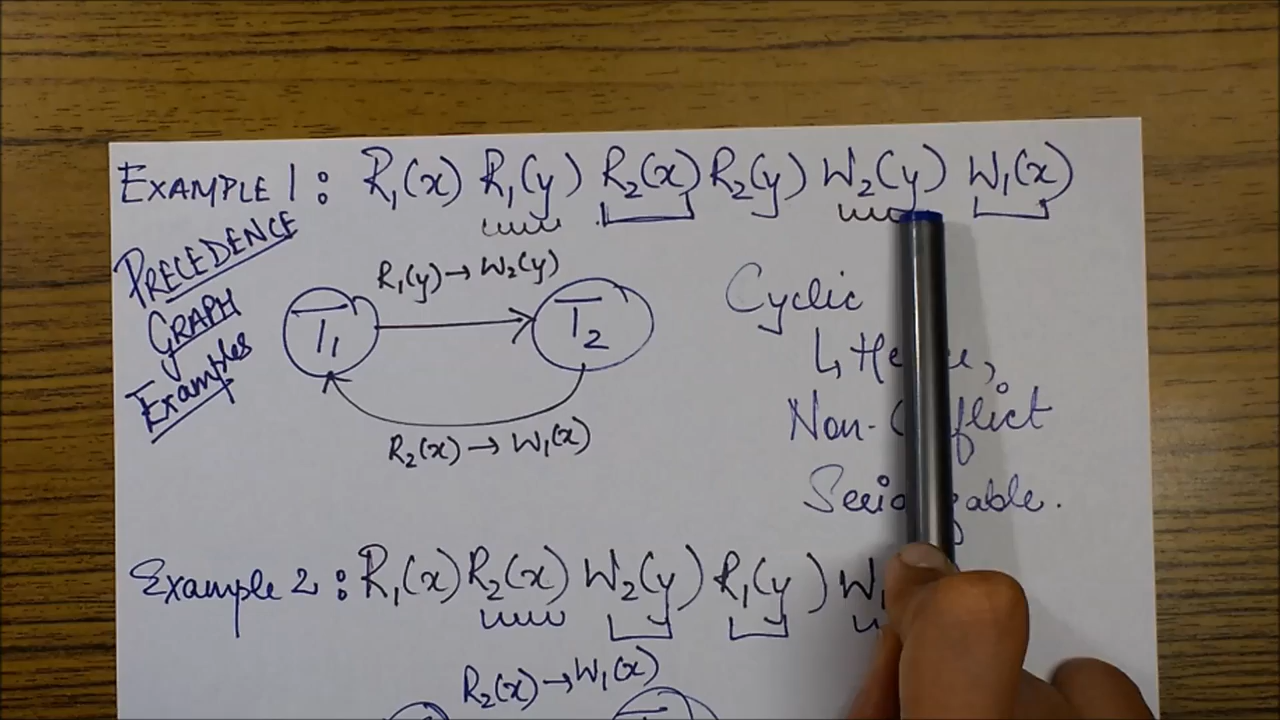 EXAMPLE 1: R₁(x) R₁(y) R₂(x) R₂(y) W₂(y) W₁(x)
PRECEDENCE
GRAPH
Examples
R₁(y) → W₂(y)
T₁ T₂
R₂(x) → W₁(x)
Cyclic
↳
Non-
Example 2: R₁(x) R₂(x) W₂(y) R₁(y)
R₂(x) → W₁(x)